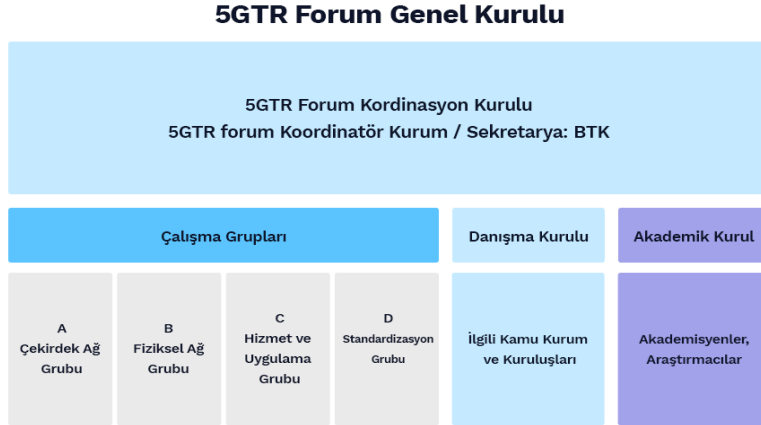 5GTR Forum Genel Kurulu
5GTR Forum Kordinasyon Kurulu
5GTR forum Koordinatör Kurum / Sekretarya: BTK
Çalışma Grupları
Danışma Kurulu
Akademik Kurul
A
Çekirdek Ağ
Grubu
B
Fiziksel Ağ
Grubu
C
Hizmet ve
Uygulama
Grubu
D
Standardizasyon
Grubu
İlgili Kamu Kurum
ve Kuruluşları
Akademisyenler,
Araştırmacılar